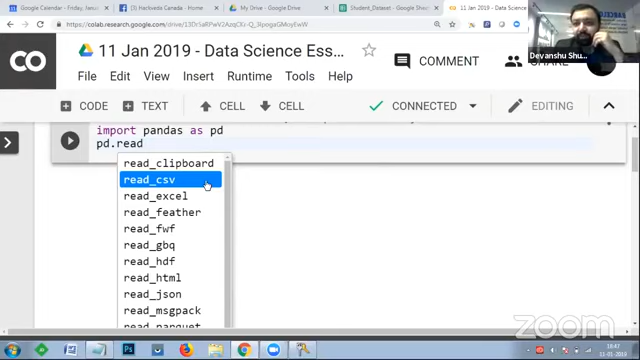 Google Calendar - Friday, Janua
Hackveda Canada - Home
My Drive - Google Drive
Student_Dataset - Google Shee
11 Jan 2019 - Data Science Ess
11 Jan 2019 - Data Science Ess...
Devanshu Shu...
File Edit View Insert Runtime Tools Help
COMMENT
CODE TEXT CELL CELL CONNECTED EDITING
import pandas as pd
pd.read
read_clipboard
read_csv
read_excel
read_feather
read_fwf
read_gbq
read_hdf
read_html
read_json
read_msgpack
read_parquet
zoom
18:47
11-01-2019